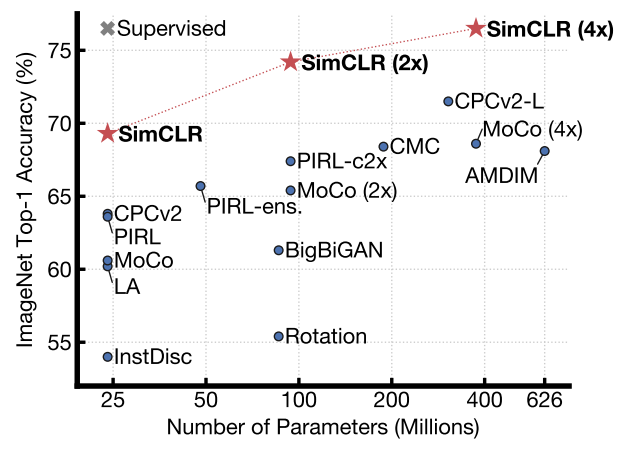 Supervised
SimCLR (4x)
75
SimCLR (2x)
CPCv2-L
70
SimCLR
MoCo (4x)
CMC
PIRL-c2x
AMDIM
65
MoCo (2x)
PIRL-ens.
CPCv2
PIRL
BigBiGAN
MoCo
60
LA
Rotation
55
InstDisc
25 50 100 200 400 626
Number of Parameters (Millions)
ImageNet Top-1 Accuracy (%)